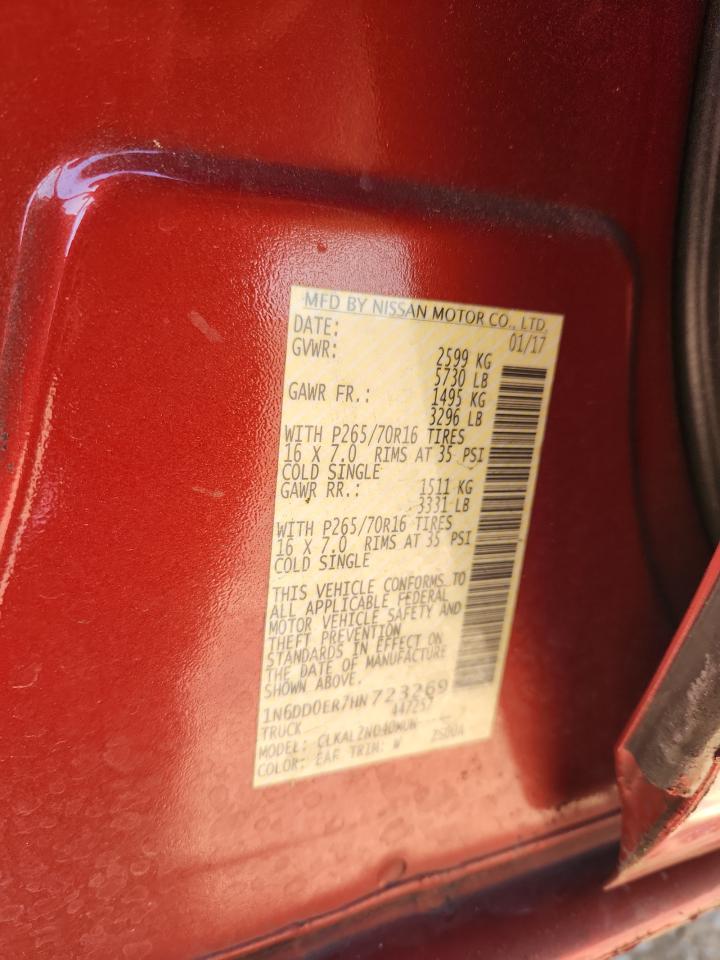 MFD BY NISSAN MOTOR CO., LTD.
DATE: 01/17
GVWR: 2599 KG
5730 LB
GAWR FR.: 1495 KG
3296 LB
WITH P265/70R16 TIRES
16 X 7.0 RIMS AT 35 PSI
COLD SINGLE
GAWR RR.: 1511 KG
3331 LB
WITH P265/70R16 TIRES
16 X 7.0 RIMS AT 35 PSI
COLD SINGLE
THIS VEHICLE CONFORMS TO
ALL APPLICABLE FEDERAL
MOTOR VEHICLE SAFETY AND
THEFT PREVENTION
STANDARDS IN EFFECT ON
THE DATE OF MANUFACTURE
SHOWN ABOVE.
1N6DD0ER7HN723269
TRUCK 447257
MODEL:
COLOR: EAF TRIM: W